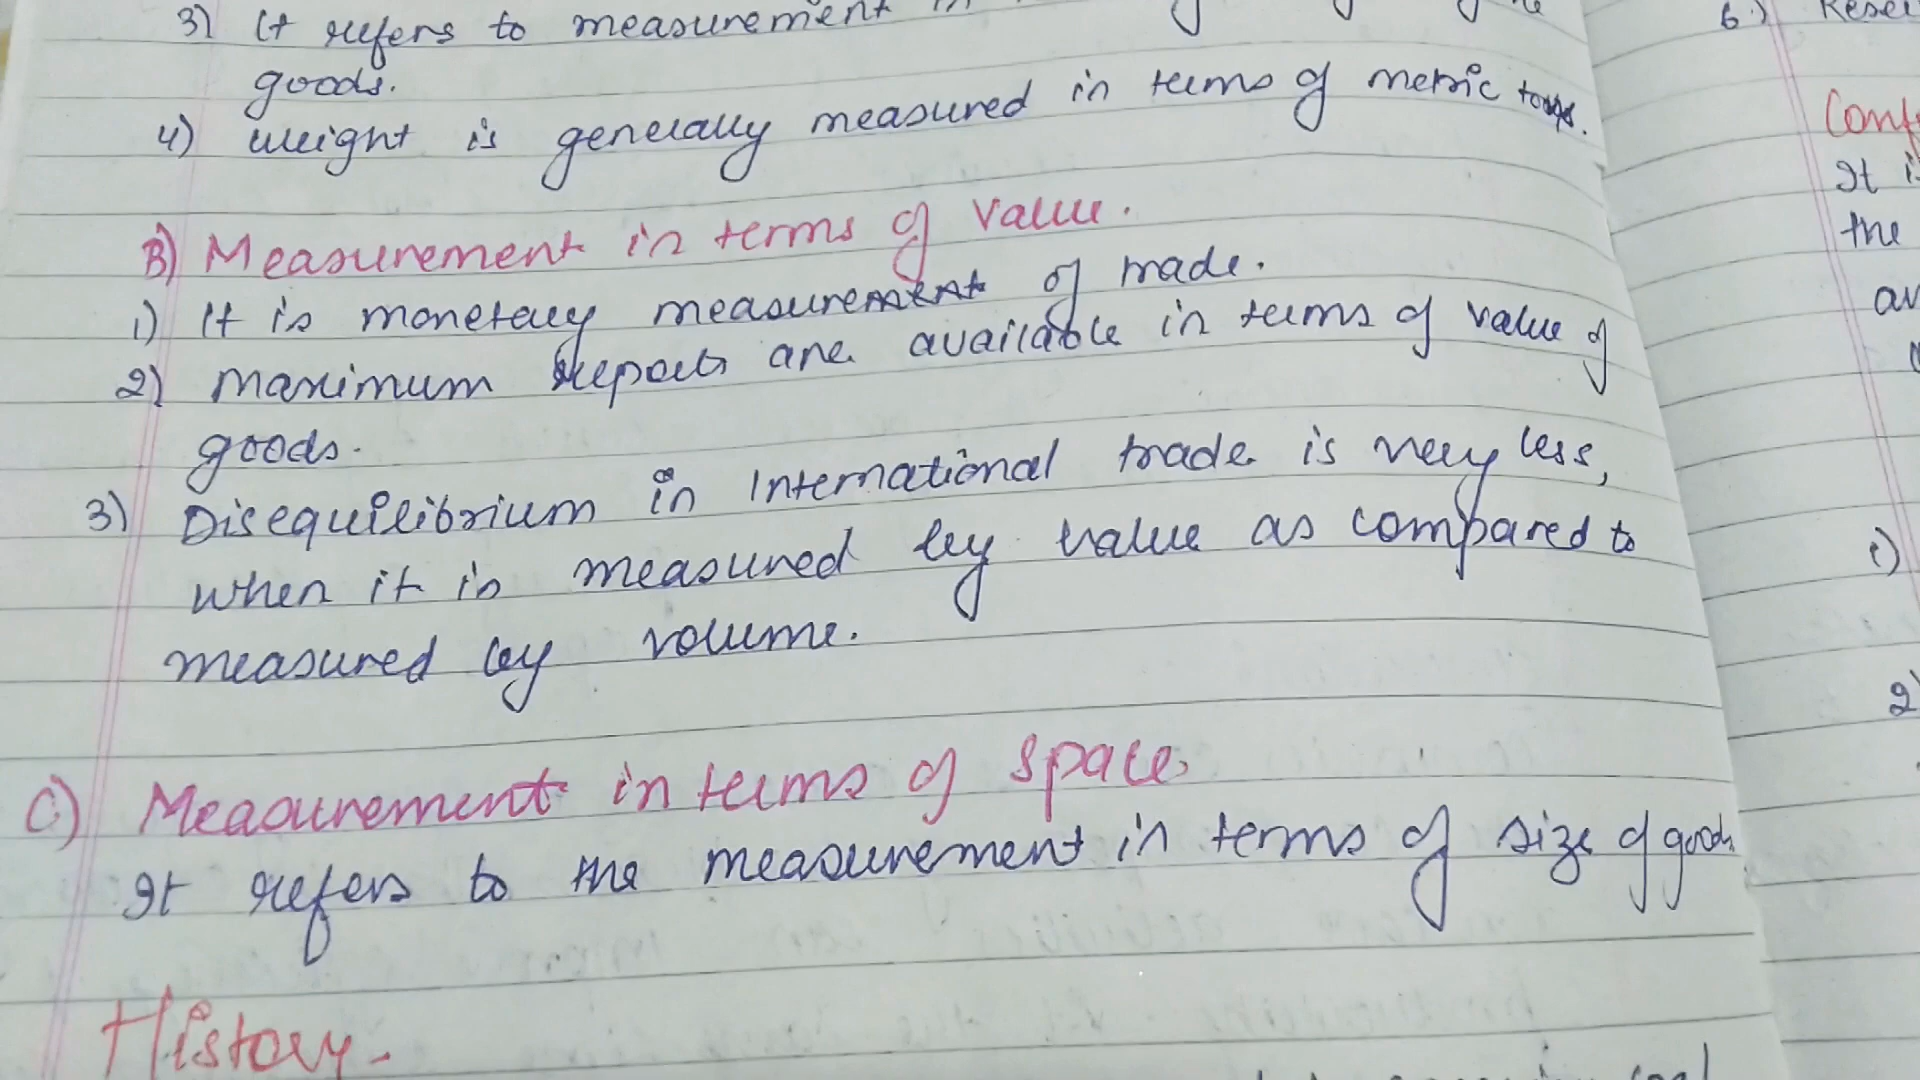 3) It refers to measurement in
goods.
4) weight is generally measured in terms of metric tons.
B) Measurement in terms of value.
1) It is monetary measurement of trade.
2) maximum reports are available in terms of value of
goods.
3) Disequilibrium in International trade is very less,
when it is measured by value as compared to
measured by volume.
C) Measurement in terms of space
It refers to the measurement in terms of size of goods
History.
6.)
It
the
1)
2)